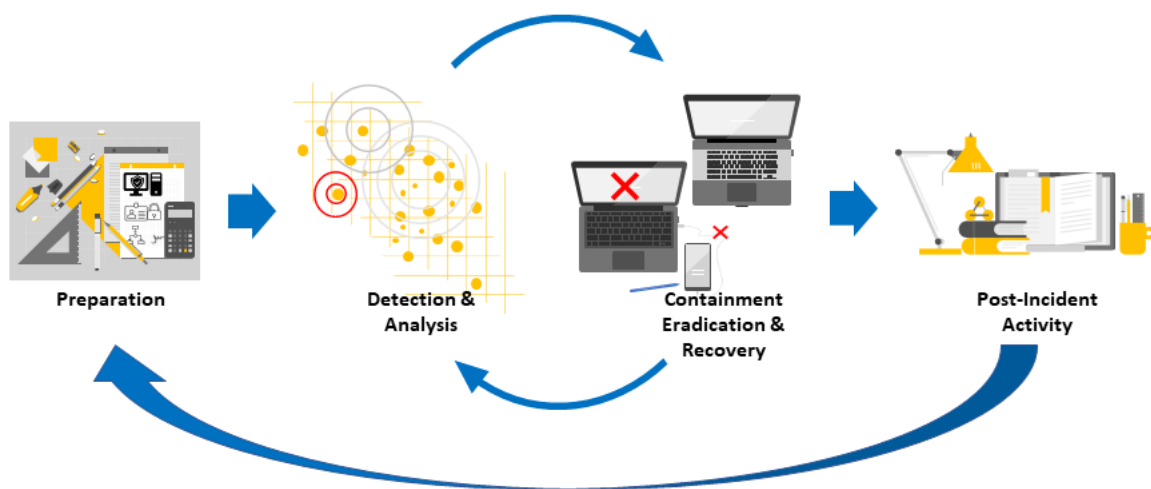 Preparation
Detection &
Analysis
Containment
Eradication &
Recovery
Post-Incident
Activity